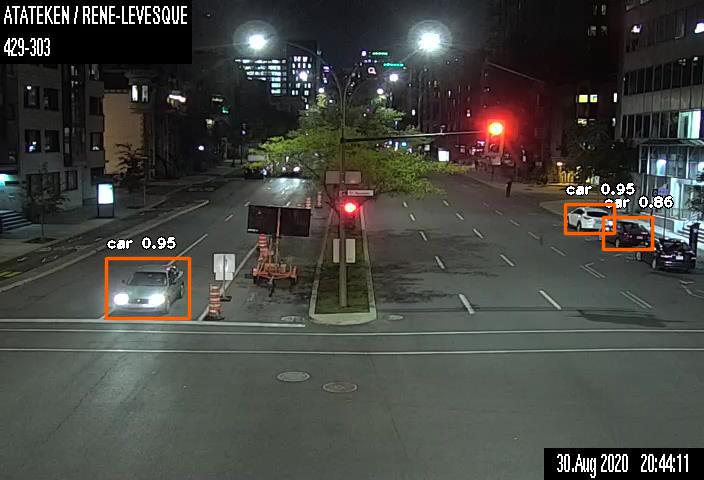 ATATEKEN / RENE-LEVESQUE
429-303
car 0.95
car 0.86
car 0.95
30.Aug 2020 20:44:11